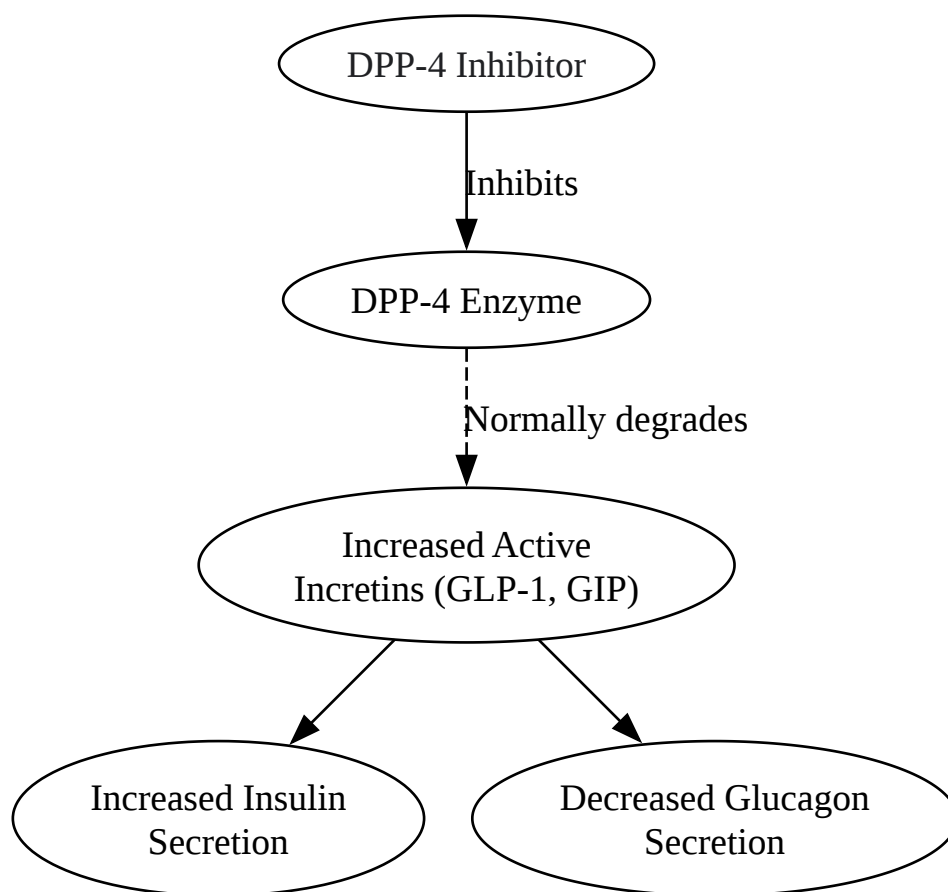 DPP-4 Inhibitor
Inhibits
DPP-4 Enzyme
Normally degrades
Increased Active
Incretins (GLP-1, GIP)
Increased Insulin
Secretion
Decreased Glucagon
Secretion